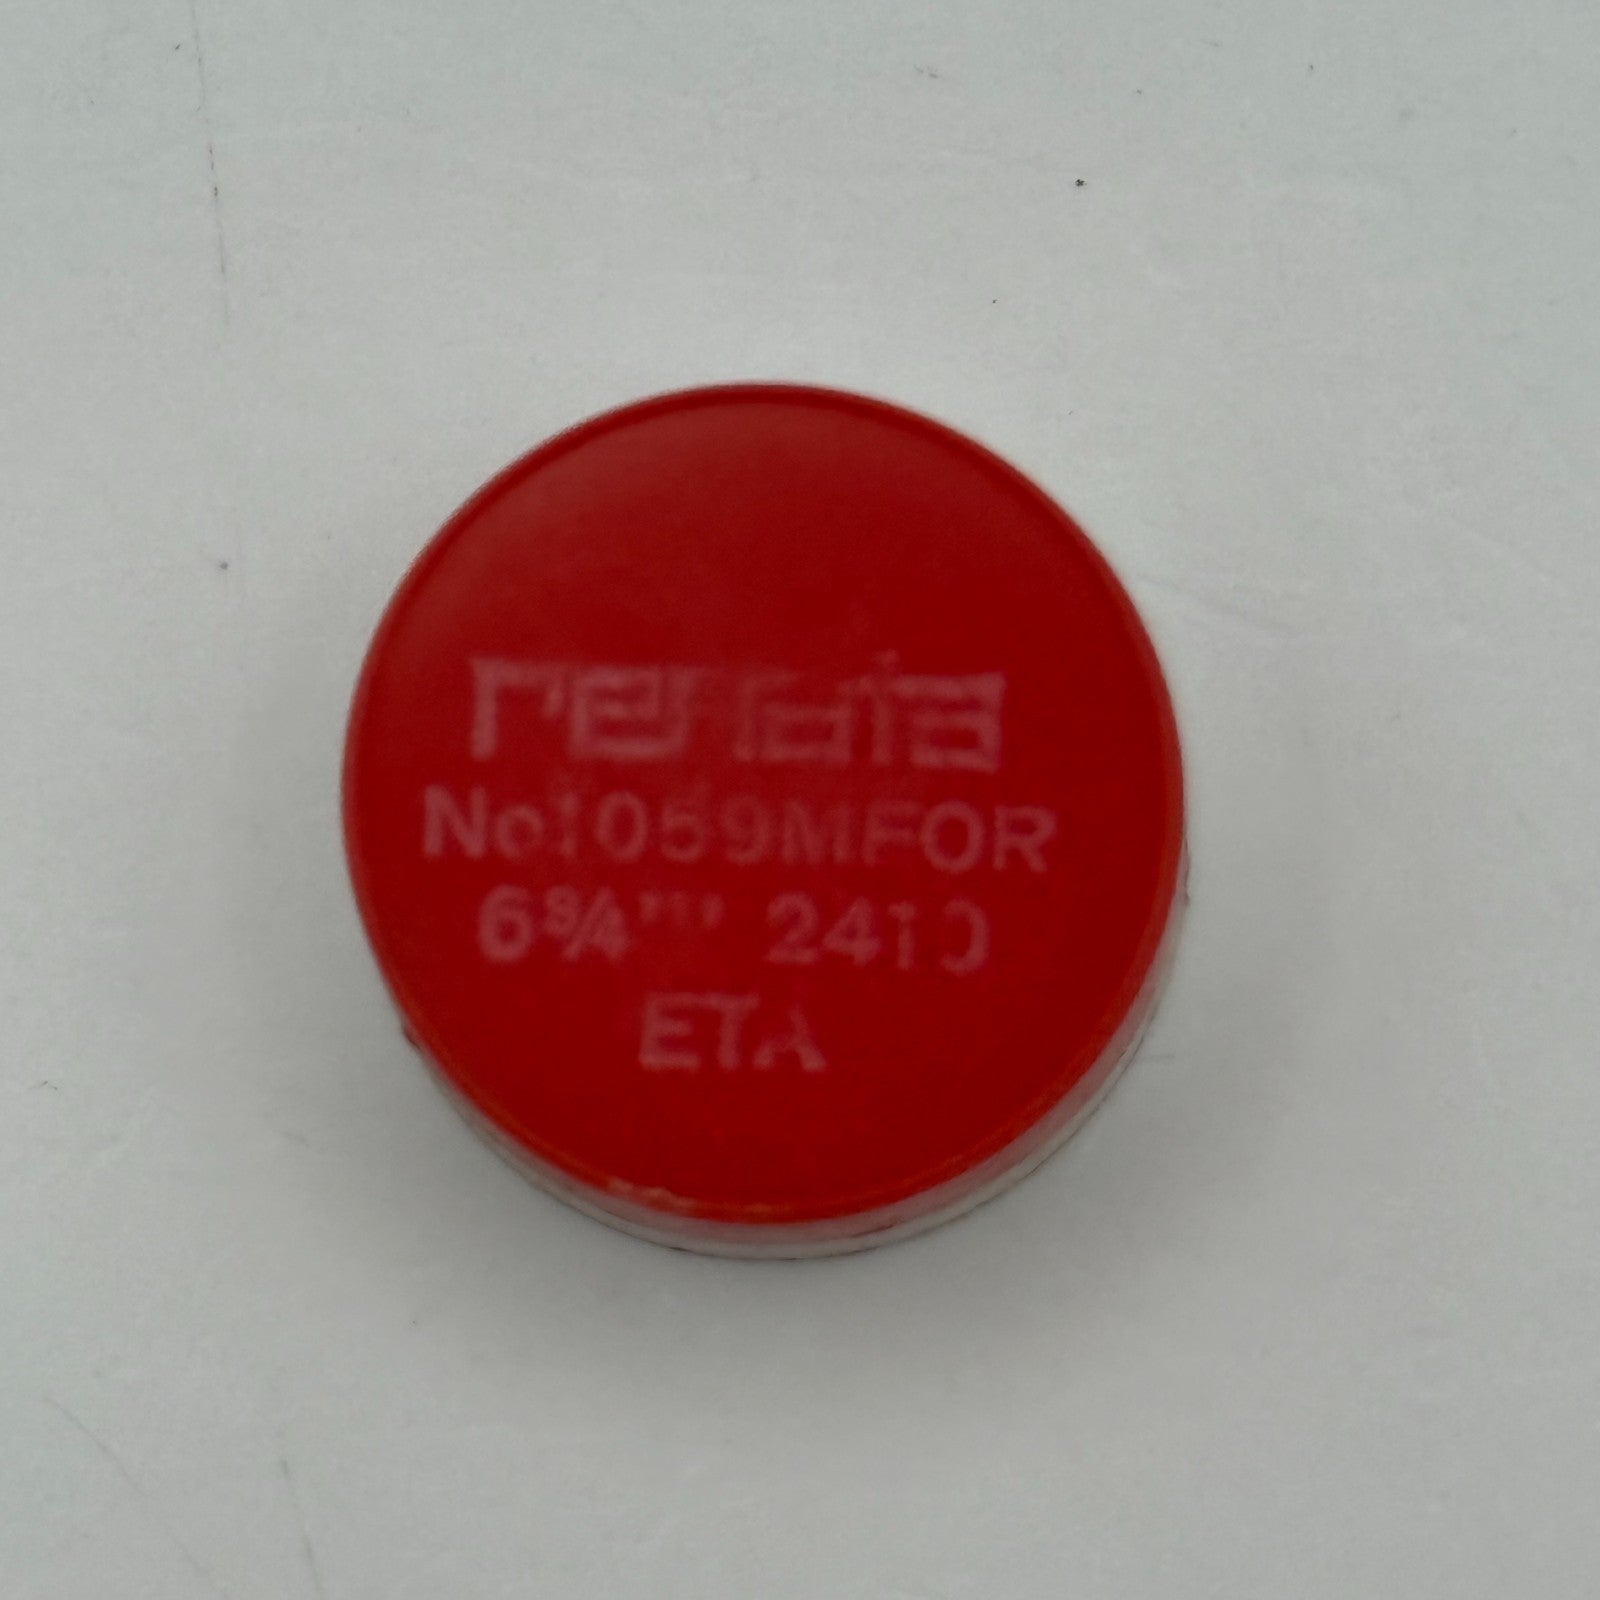 renata
No1059MFOR
6¾''' 2410
ETA